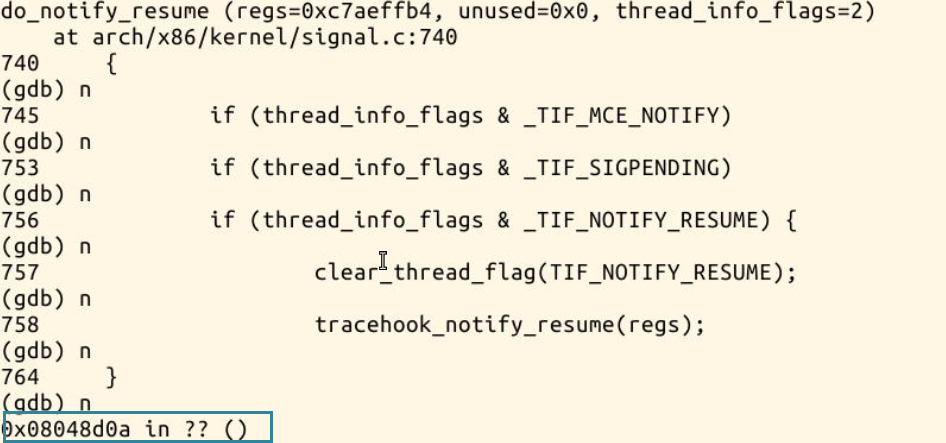 do_notify_resume (regs=0xc7aeffb4, unused=0x0, thread_info_flags=2)
    at arch/x86/kernel/signal.c:740
740     {
(gdb) n
745             if (thread_info_flags & _TIF_MCE_NOTIFY)
(gdb) n
753             if (thread_info_flags & _TIF_SIGPENDING)
(gdb) n
756             if (thread_info_flags & _TIF_NOTIFY_RESUME) {
(gdb) n
757                     clear_thread_flag(TIF_NOTIFY_RESUME);
(gdb) n
758                     tracehook_notify_resume(regs);
(gdb) n
764     }
(gdb) n
0x08048d0a in ?? ()